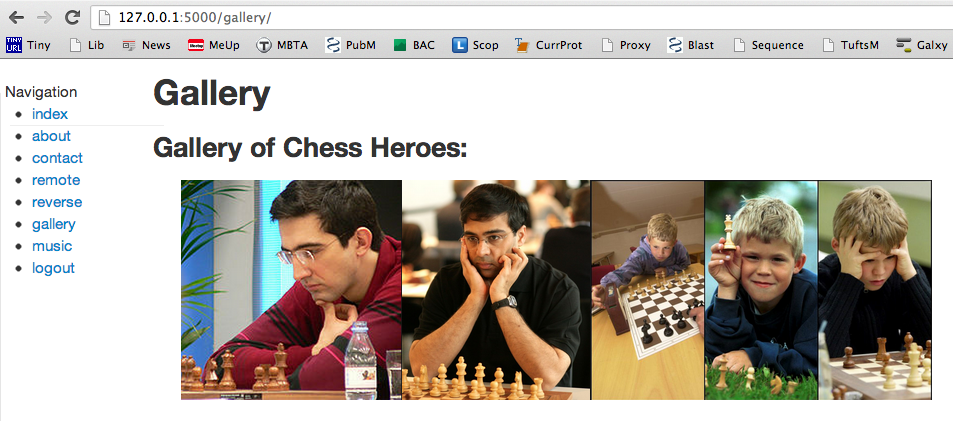 127.0.0.1:5000/gallery/
TINY URL Tiny Lib News Meetup MeUp T MBTA PubM BAC L Scop CurrProt Proxy Blast Sequence TuftsM Galxy
Navigation
index
about
contact
remote
reverse
gallery
music
logout
Gallery
Gallery of Chess Heroes: